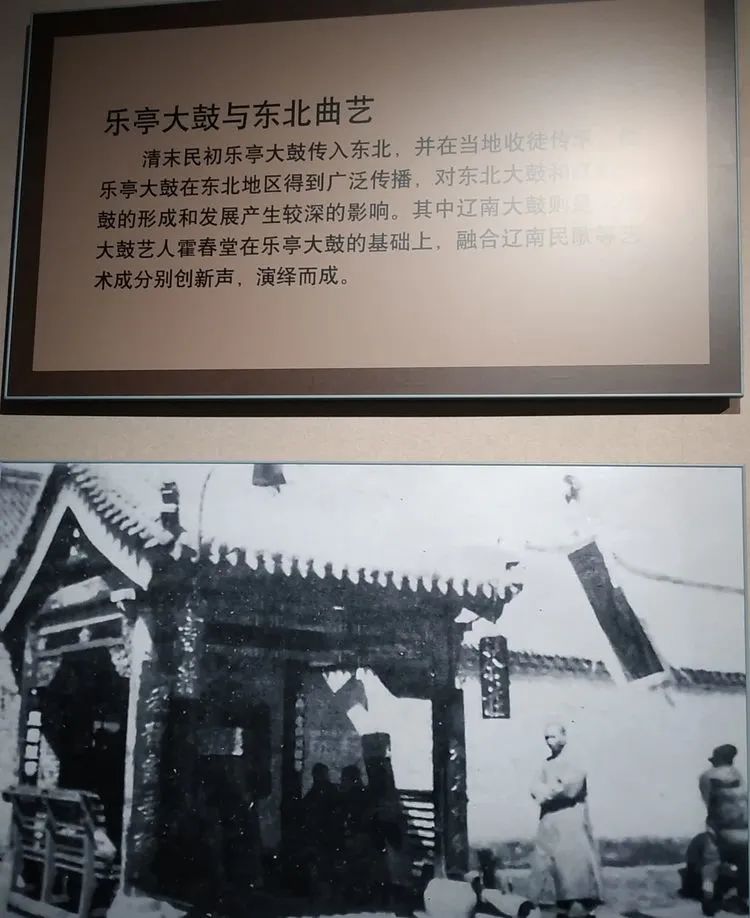 乐亭大鼓与东北曲艺
清末民初乐亭大鼓传入东北，并在当地收徒传
乐亭大鼓在东北地区得到广泛传播，对东北大鼓和
鼓的形成和发展产生较深的影响。其中辽南大鼓则是
大鼓艺人霍春堂在乐亭大鼓的基础上，融合辽南民歌等艺
术成分别创新声，演绎而成。